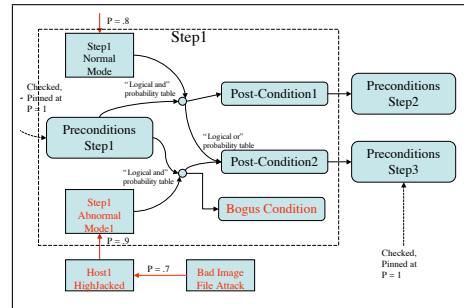 P = .8
Step1
Step1
Normal
Mode
Checked,
Pinned at
P = 1
“Logical and”
probability table
Post-Condition1
Preconditions
Step2
Preconditions
Step1
“Logical or”
probability table
“Logical and”
probability table
Post-Condition2
Preconditions
Step3
Step1
Abnormal
Mode1
Bogus Condition
P = .9
Host1
HighJacked
P = .7
Bad Image
File Attack
Checked,
Pinned at
P = 1